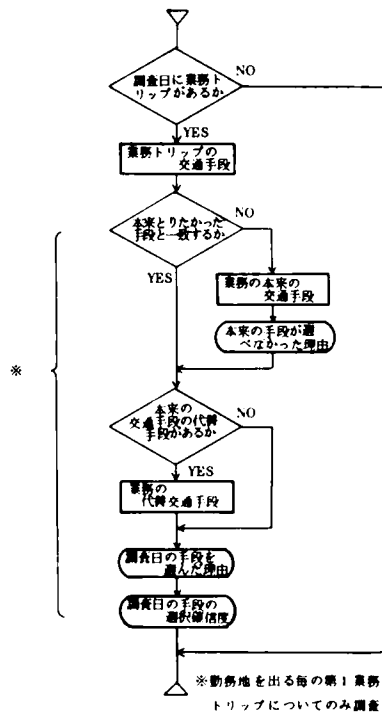 調査日に業務ト
リップがあるか
NO
YES
業務トリップの
交通手段
本来とりたかった
手段と一致するか
NO
YES
業務の本来の
交通手段
本来の手段が選
べなかった理由
※
本来の
交通手段の代替
手段があるか
NO
YES
業務の
代替交通手段
調査日の手段を
選んだ理由
調査日の手段の
選択確信度
※勤務地を出る毎の第1業務
トリップについてのみ調査